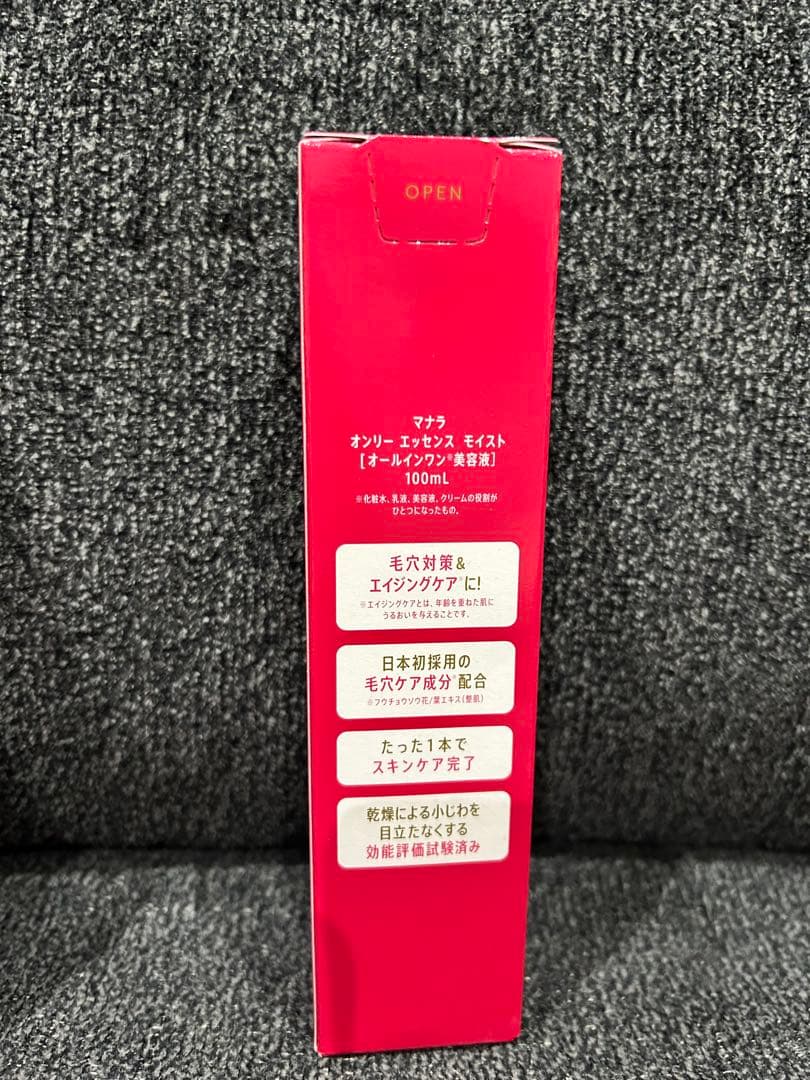 OPEN
マナラ
オンリー エッセンス モイスト
[オールインワン※美容液]
100mL
※化粧水、乳液、美容液、クリームの役割が
ひとつになったもの。
毛穴対策&
エイジングケア※に!
※エイジングケアとは、年齢を重ねた肌に
うるおいを与えることです。
日本初採用の
毛穴ケア成分※配合
※フウチョウソウ花/葉エキス(整肌)
たった1本で
スキンケア完了
乾燥による小じわを
目立たなくする
効能評価試験済み